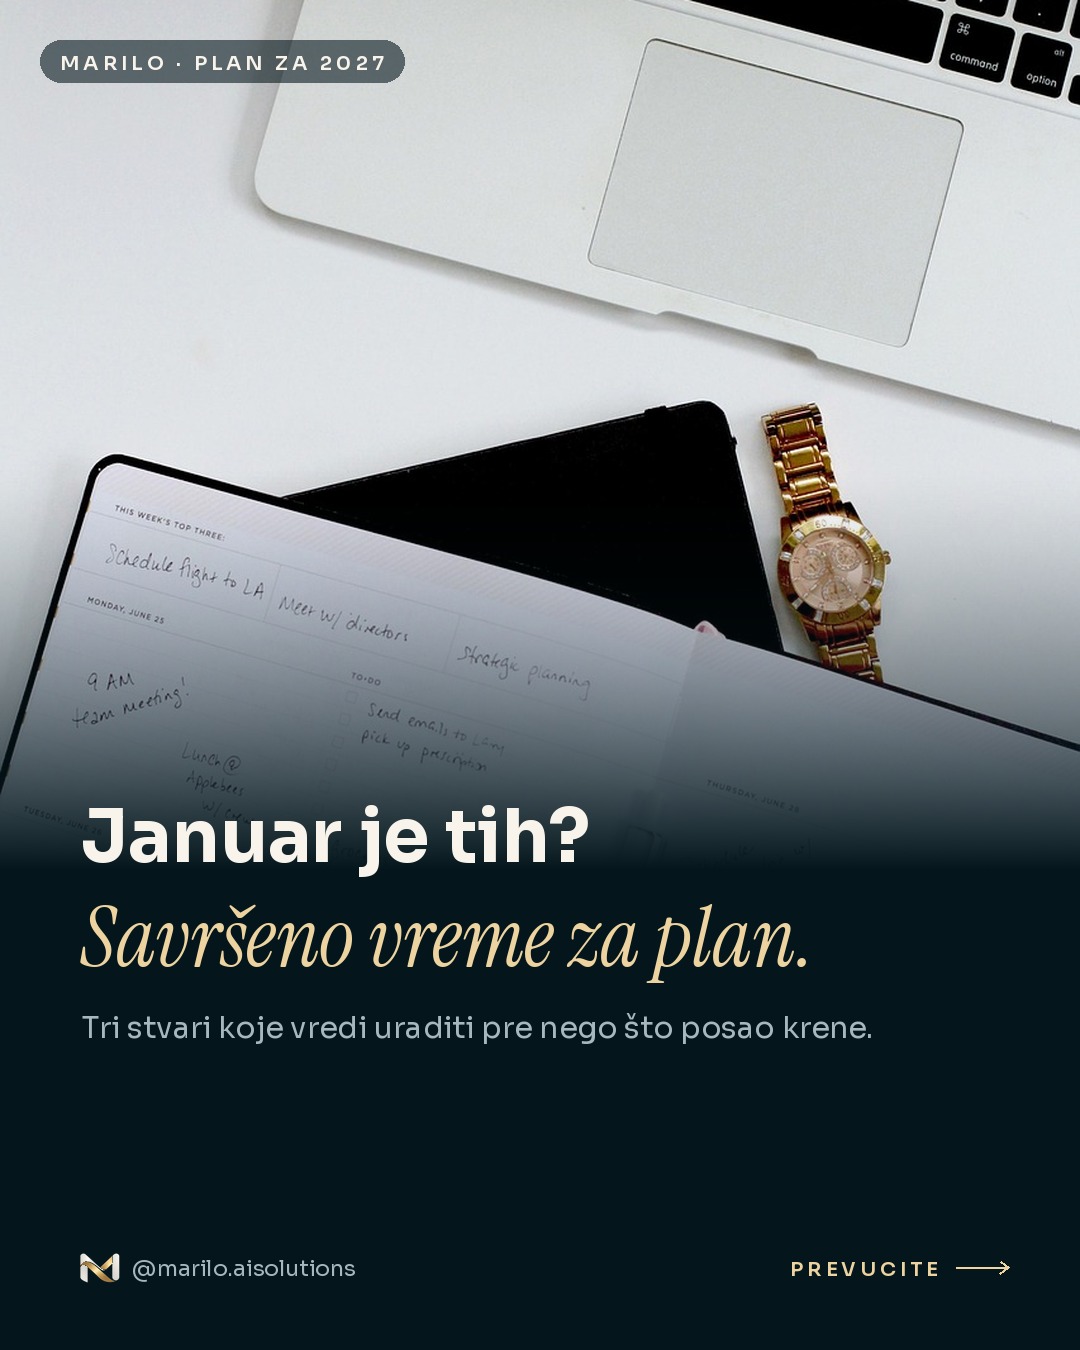 MARILO · PLAN ZA 2027
⌘
command
alt
option
THIS WEEK'S TOP THREE:
Schedule flight to LA
Meet w/ directors
Strategic planning
MONDAY, JUNE 25
9 AM
team meeting!
TO-DO
Send emails to
pick up prescription
Lunch @
Applebees
w/
TUESDAY, JUNE
THURSDAY, JUNE 28
Januar je tih?
Savršeno vreme za plan.
Tri stvari koje vredi uraditi pre nego što posao krene.
@marilo.aisolutions
PREVUCITE